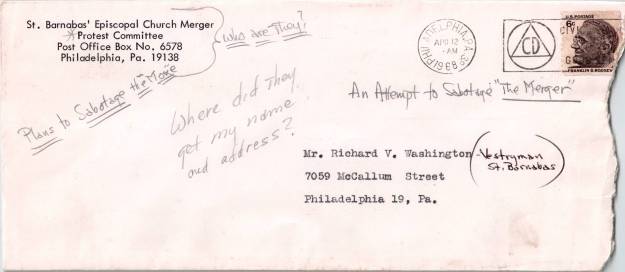 St. Barnabas' Episcopal Church Merger
*Protest Committee
Post Office Box No. 6578
Philadelphia, Pa. 19138
Who are They?
Plans to Sabotage the "Move"
Where did They
get my name
and address?
PHILADELPHIA, PA.
APR 12
-AM
1968
CD
CIVI
U.S. POSTAGE
6¢
FRANKLIN D. ROOSEV
An Attempt to Sabotage "The Merger"
Mr. Richard V. Washington
7059 McCallum Street
Philadelphia 19, Pa.
(Vestryman
St. Barnabas)